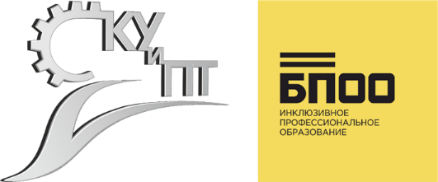 СКУ
и
ПТ
БПОО
ИНКЛЮЗИВНОЕ
ПРОФЕССИОНАЛЬНОЕ
ОБРАЗОВАНИЕ